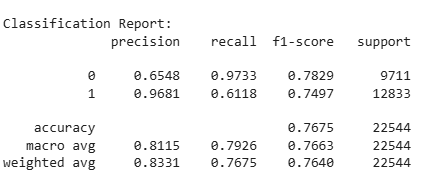 Classification Report:
precision recall f1-score support
0 0.6548 0.9733 0.7829 9711
1 0.9681 0.6118 0.7497 12833
accuracy 0.7675 22544
macro avg 0.8115 0.7926 0.7663 22544
weighted avg 0.8331 0.7675 0.7640 22544